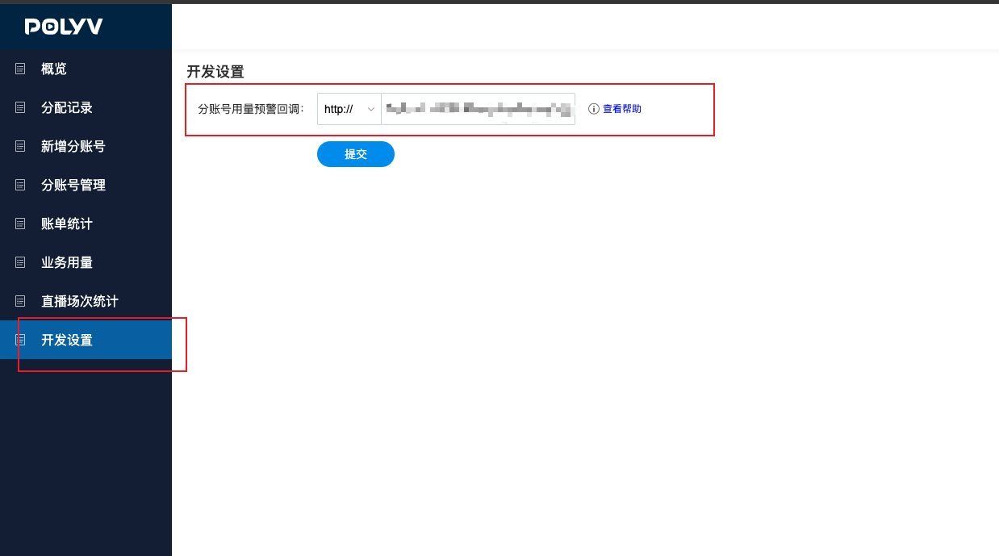 POLYV
概览
分配记录
新增分账号
分账号管理
账单统计
业务用量
直播场次统计
开发设置
开发设置
分账号用量预警回调： http:// 查看帮助
提交